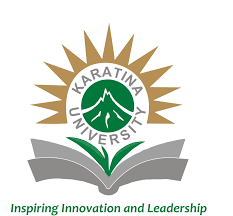 KARATINA
UNIVERSITY
Inspiring Innovation and Leadership